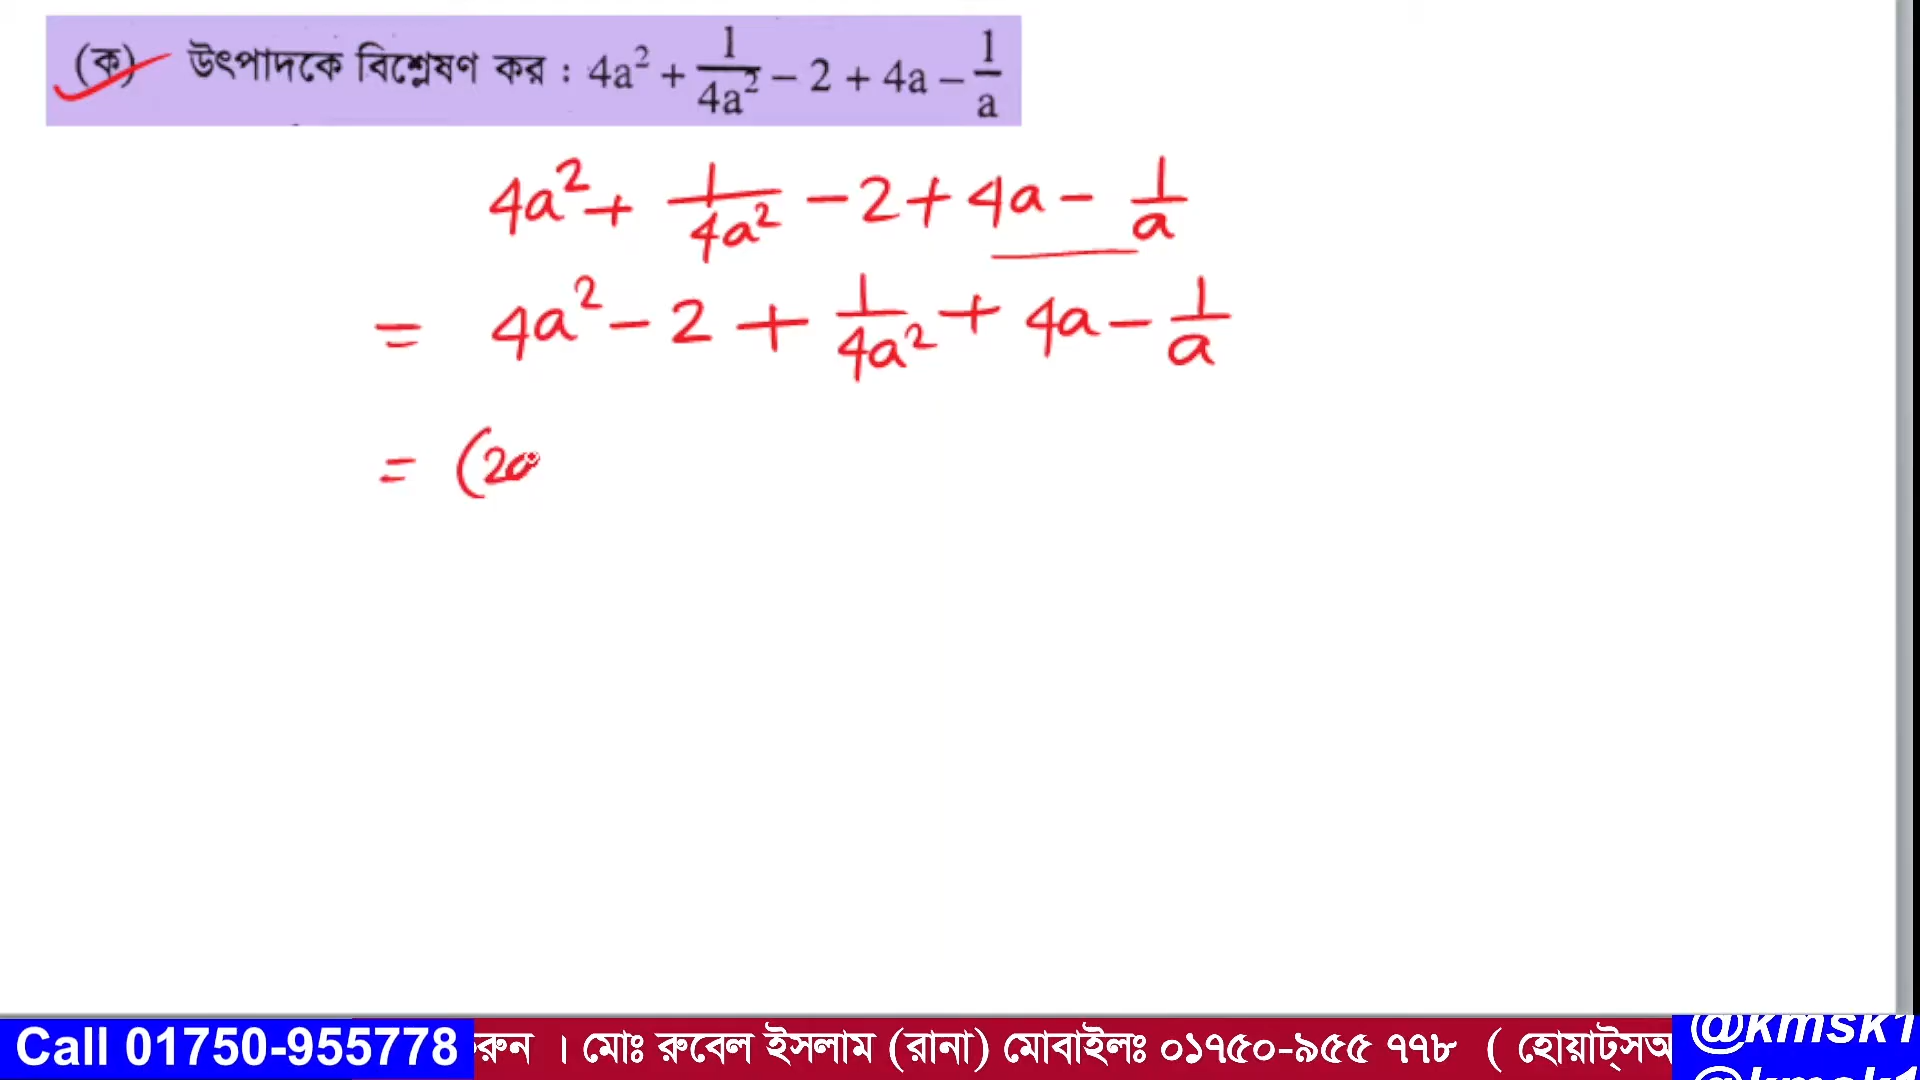 (ক) উৎপাদকে বিশ্লেষণ কর : 4a² + 1/4a² − 2 + 4a − 1/a
4a² + 1/4a² − 2 + 4a − 1/a
= 4a² − 2 + 1/4a² + 4a − 1/a
= (2a
Call 01750-955778 রুন । মোঃ রুবেল ইসলাম (রানা) মোবাইলঃ ০১৭৫০-৯৫৫ ৭৭৮ ( হোয়াট্সঅ @kmsk1
@kmsk1